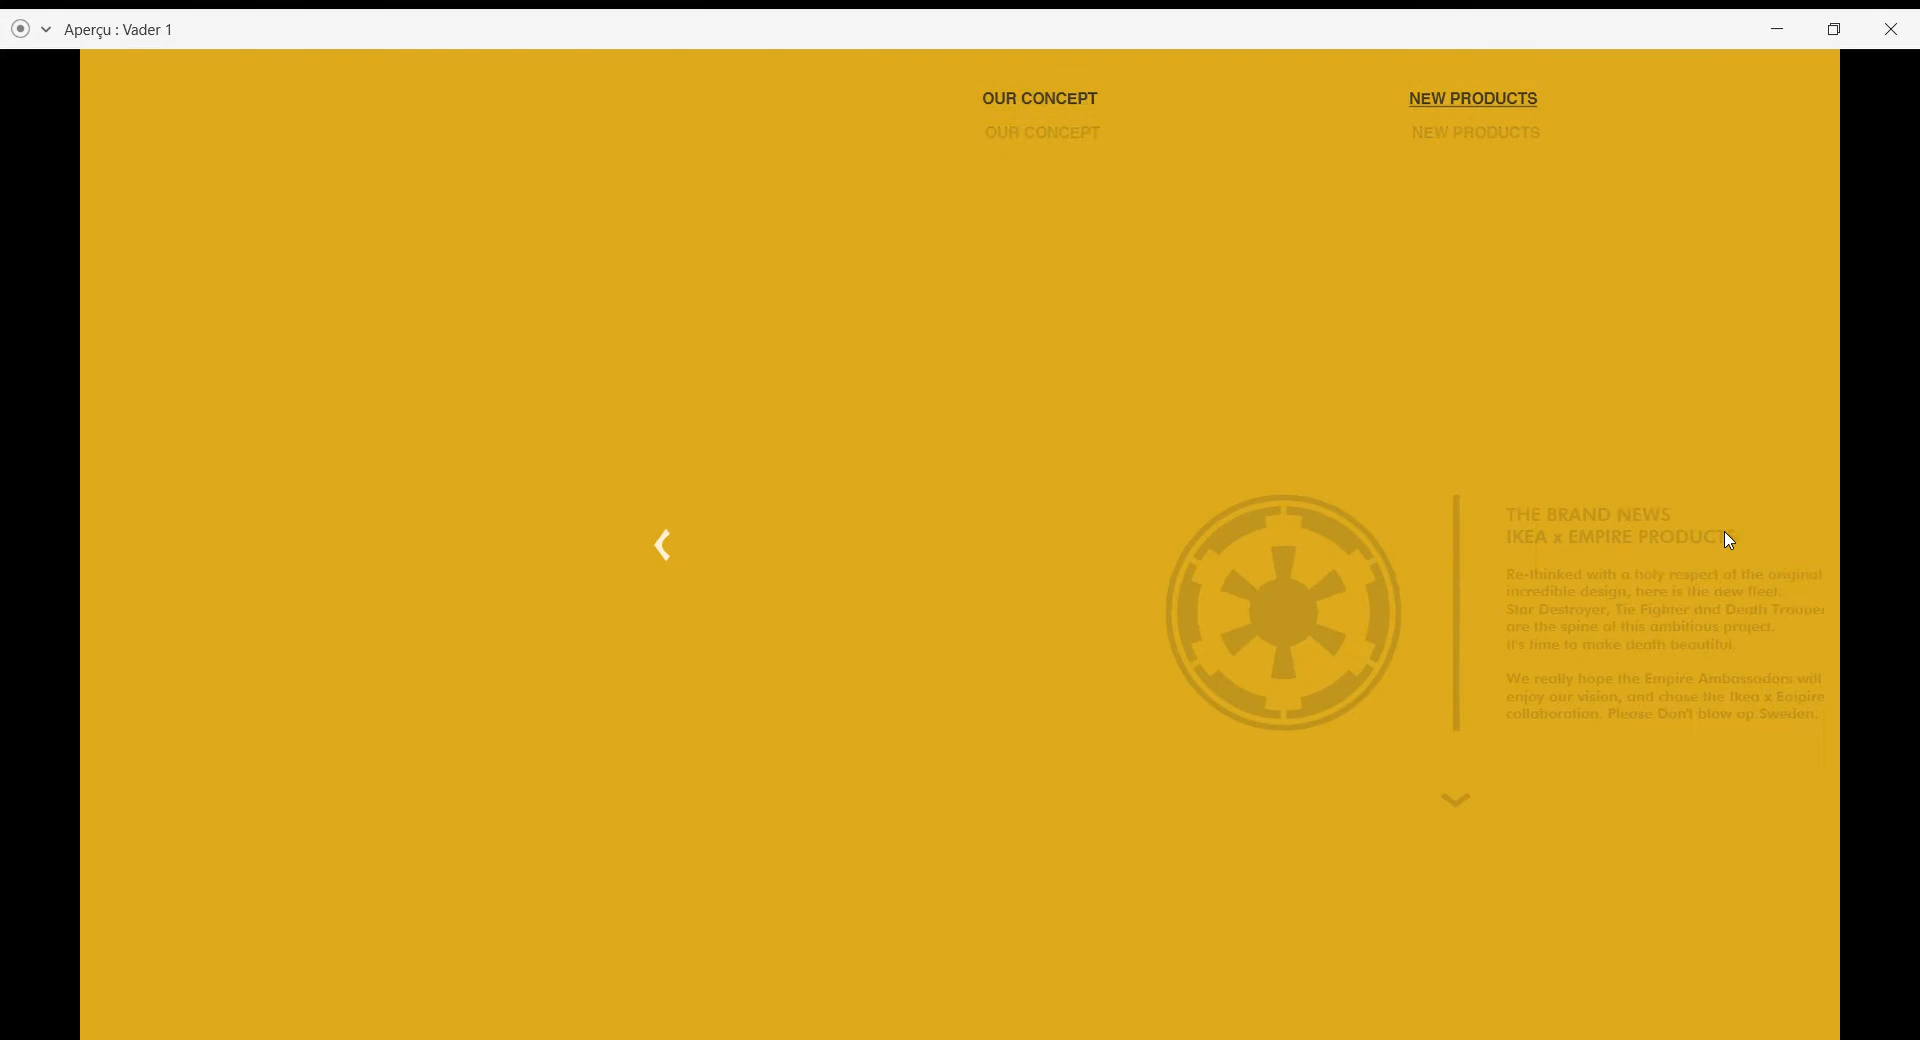 Aperçu : Vader 1
OUR CONCEPT
NEW PRODUCTS
OUR CONCEPT
NEW PRODUCTS
THE BRAND NEWS
IKEA x EMPIRE PRODUCTS
Re-thinked with a holy respect of the original
incredible design, here is the new fleet.
Star Destroyer, Tie Fighter and Death Trouper
are the spine of this ambitious project.
It's time to make death beautiful.
We really hope the Empire Ambassadors will
enjoy our vision, and chose the Ikea x Empire
collaboration. Please Don't blow up Sweden.